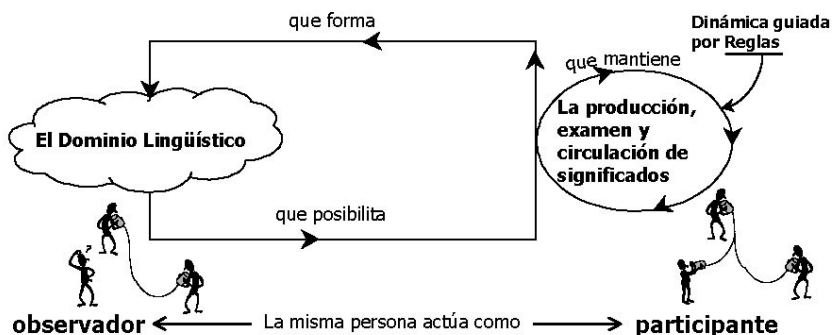 que forma
Dinámica guiada
por Reglas
que mantiene
El Dominio Lingüístico
La producción,
examen y
circulación de
significados
que posibilita
?
observador
La misma persona actúa como
participante